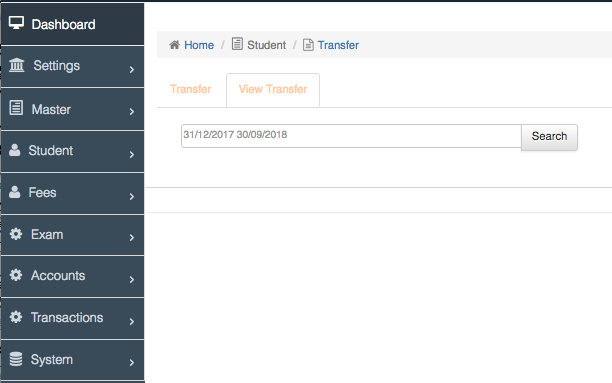 Dashboard
Settings
Master
Student
Fees
Exam
Accounts
Transactions
System
Home / Student / Transfer
Transfer
View Transfer
31/12/2017 30/09/2018
Search